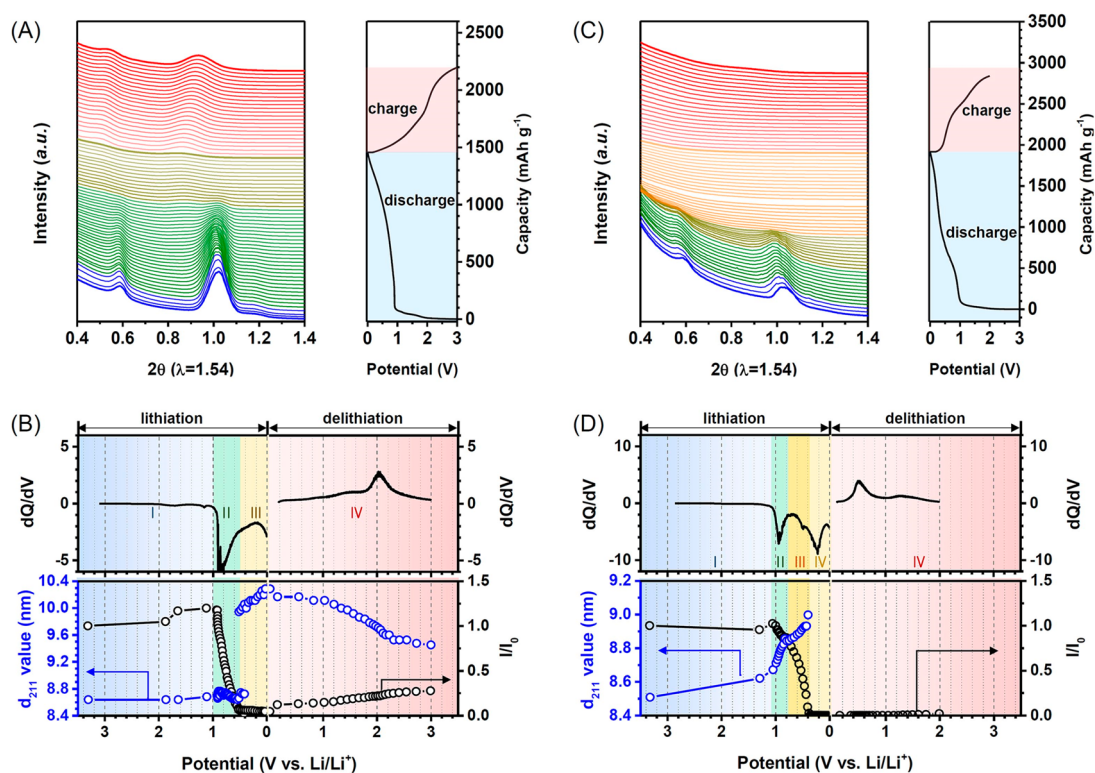 (A)
Intensity (a.u.)
0.4 0.6 0.8 1.0 1.2 1.4
2θ (λ=1.54)
charge
discharge
0 1 2 3
Potential (V)
2500
2000
1500
1000
500
0
Capacity (mAh g-1)
(C)
Intensity (a.u.)
0.4 0.6 0.8 1.0 1.2 1.4
2θ (λ=1.54)
charge
discharge
0 1 2 3
Potential (V)
3500
3000
2500
2000
1500
1000
500
0
Capacity (mAh g-1)
(B)
lithiation
delithiation
dQ/dV
5
0
-5
I
II
III
IV
5
0
-5
dQ/dV
d211 value (nm)
10.4
10.0
9.6
9.2
8.8
8.4
1.5
1.0
0.5
0.0
I/I0
3 2 1 0 1 2 3
Potential (V vs. Li/Li+)
(D)
lithiation
delithiation
dQ/dV
10
5
0
-5
-10
I
II
III
IV
IV
10
5
0
-5
-10
dQ/dV
d211 value (nm)
9.2
9.0
8.8
8.6
8.4
1.5
1.0
0.5
0.0
I/I0
3 2 1 0 1 2 3
Potential (V vs. Li/Li+)